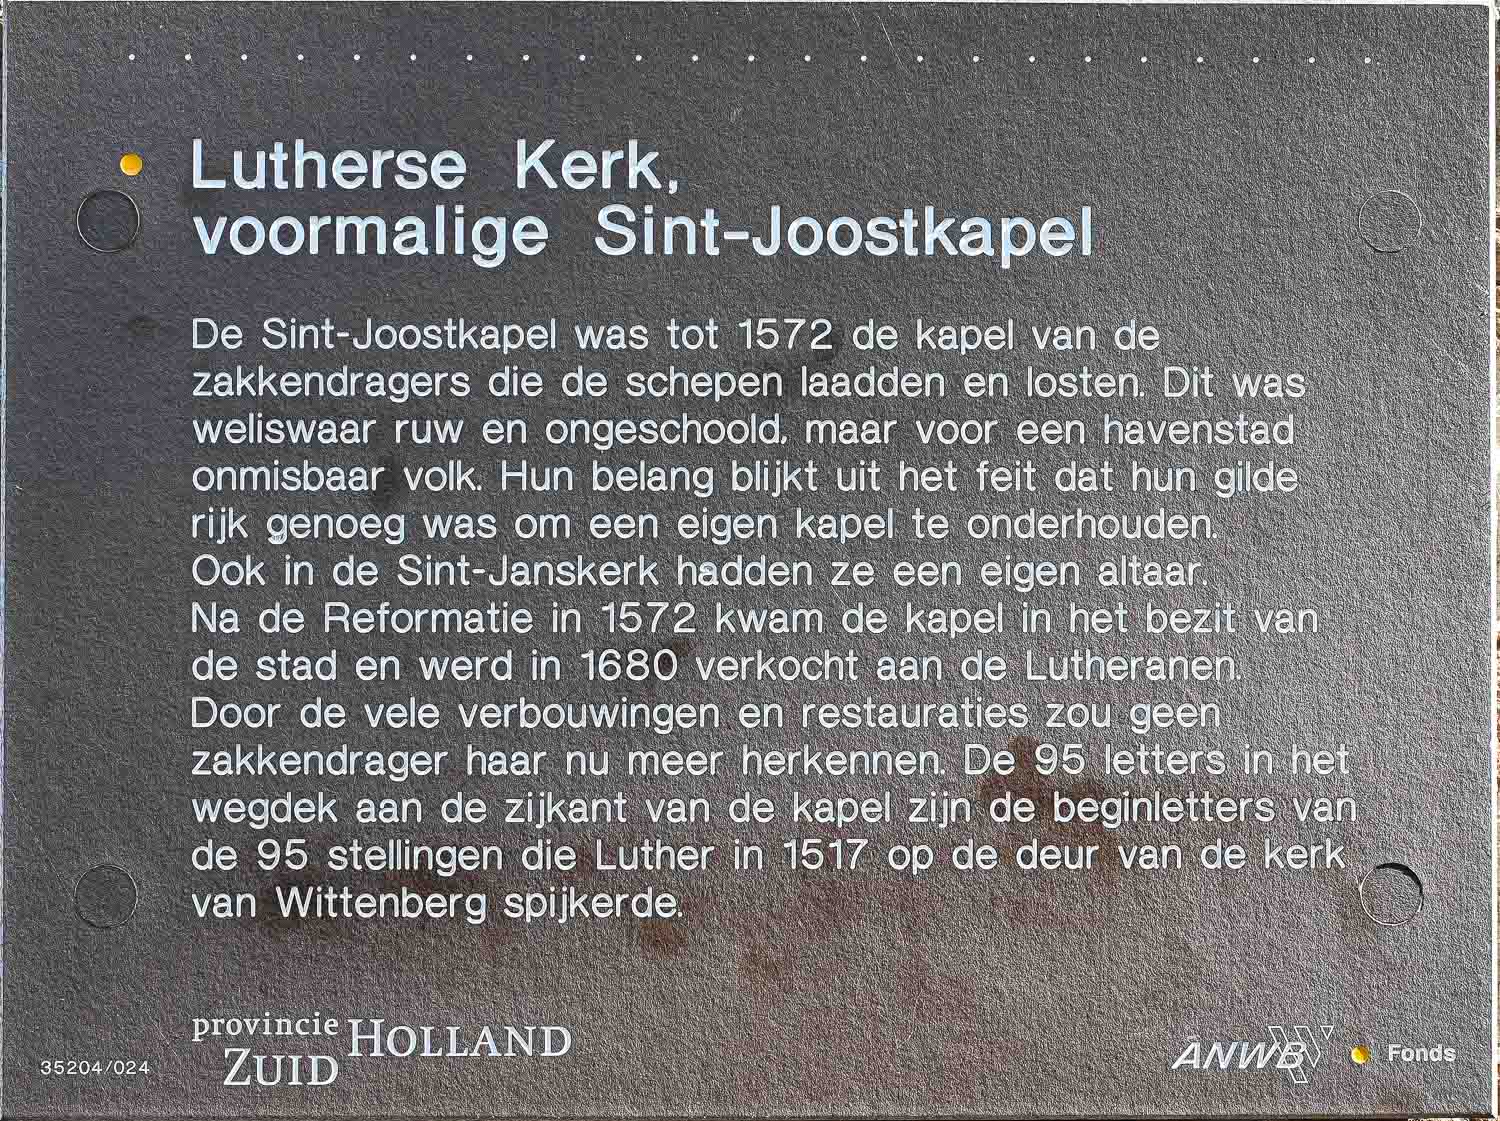 Lutherse Kerk,
voormalige Sint-Joostkapel
De Sint-Joostkapel was tot 1572 de kapel van de
zakkendragers die de schepen laadden en losten. Dit was
weliswaar ruw en ongeschoold, maar voor een havenstad
onmisbaar volk. Hun belang blijkt uit het feit dat hun gilde
rijk genoeg was om een eigen kapel te onderhouden.
Ook in de Sint-Janskerk hadden ze een eigen altaar.
Na de Reformatie in 1572 kwam de kapel in het bezit van
de stad en werd in 1680 verkocht aan de Lutheranen.
Door de vele verbouwingen en restauraties zou geen
zakkendrager haar nu meer herkennen. De 95 letters in het
wegdek aan de zijkant van de kapel zijn de beginletters van
de 95 stellingen die Luther in 1517 op de deur van de kerk
van Wittenberg spijkerde.
provincie HOLLAND
ZUID
35204/024
ANWB Fonds